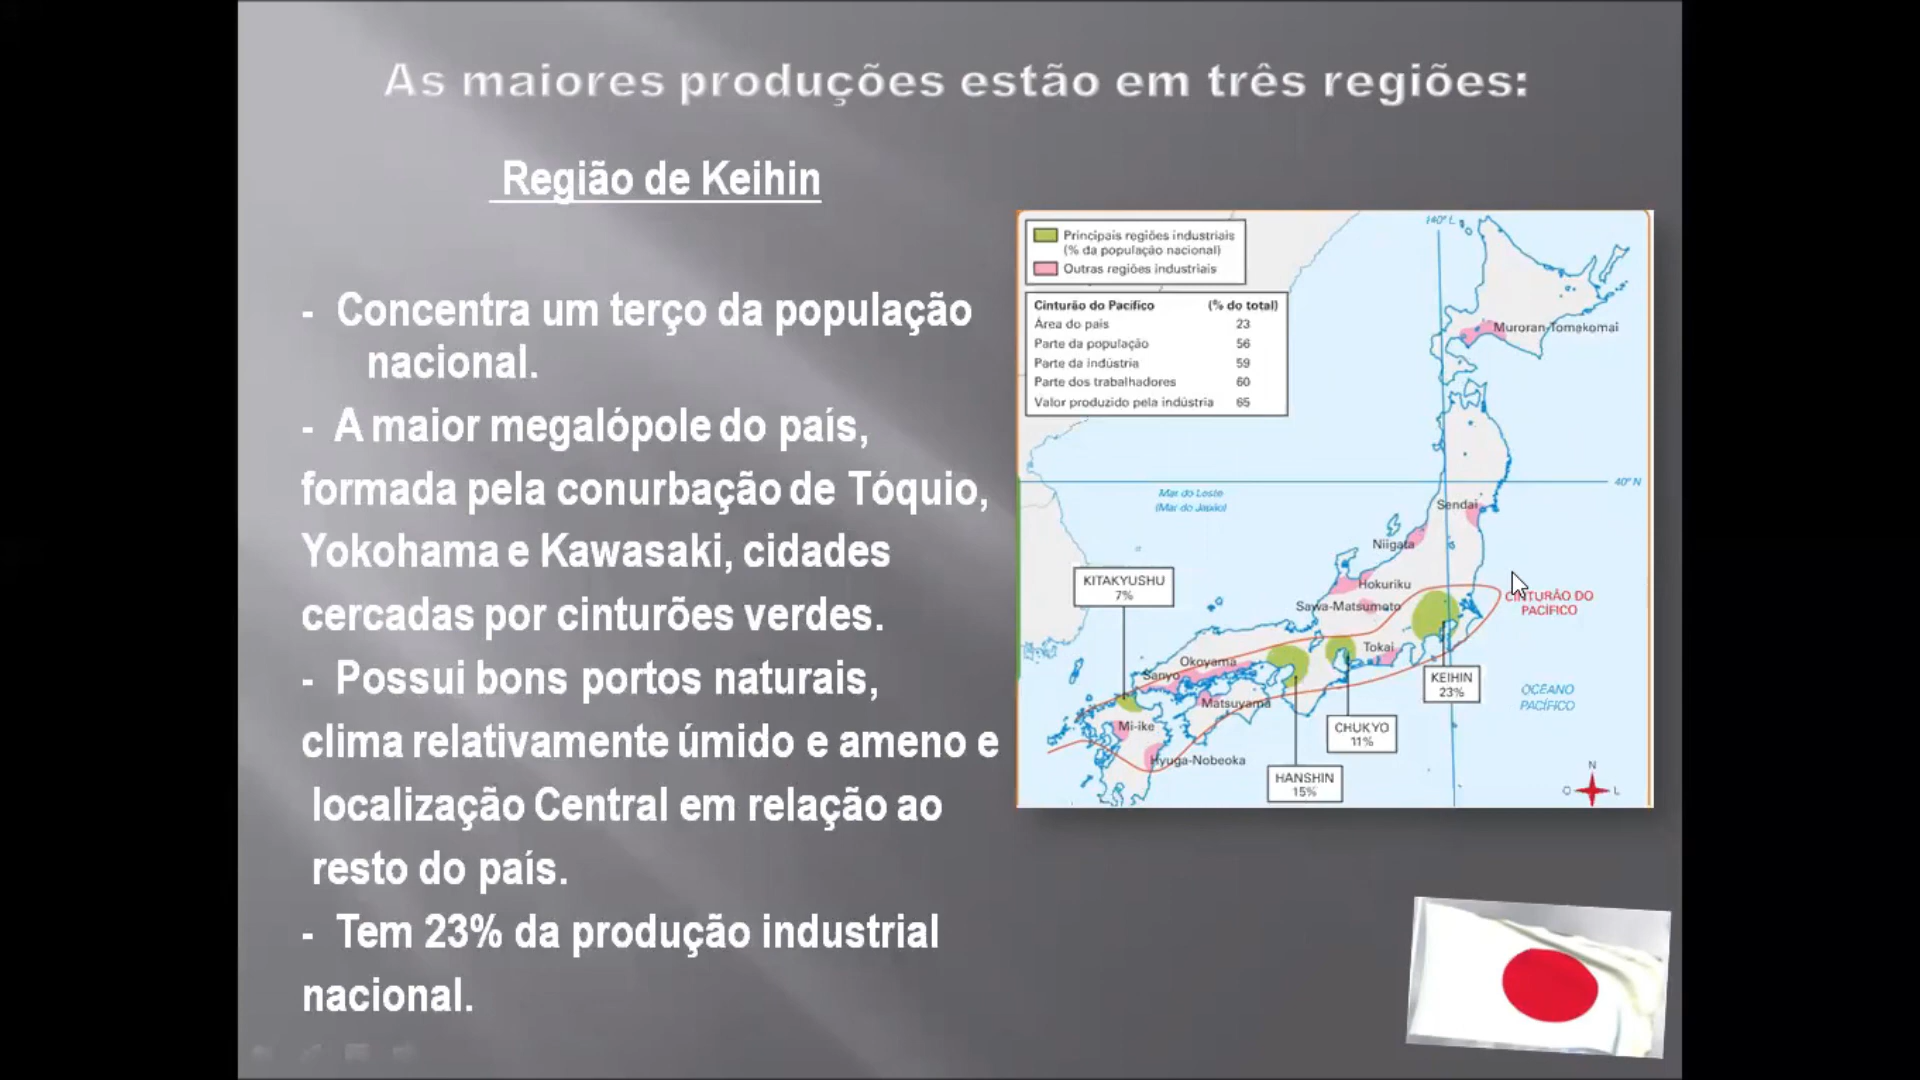 As maiores produções estão em três regiões:
Região de Keihin
- Concentra um terço da população
nacional.
- A maior megalópole do país,
formada pela conurbação de Tóquio,
Yokohama e Kawasaki, cidades
cercadas por cinturões verdes.
- Possui bons portos naturais,
clima relativamente úmido e ameno e
localização Central em relação ao
resto do país.
- Tem 23% da produção industrial
nacional.
Principais regiões industriais
(% da população nacional)
Outras regiões industriais
Cinturão do Pacífico (% do total)
Área do país 23
Parte da população 56
Parte da indústria 59
Parte dos trabalhadores 60
Valor produzido pela indústria 65
140° L
Muroran-Tomakomai
40° N
Mar do Leste
(Mar do Japão)
Sendai
Niigata
Hokuriku
Sawa-Matsumoto
CINTURÃO DO
PACÍFICO
KITAKYUSHU
7%
Tokai
Okoyama
Sanyo
KEIHIN
23%
OCEANO
PACÍFICO
Matsuyama
Mi-ike
CHUKYO
11%
Hyuga-Nobeoka
HANSHIN
15%
N
O L